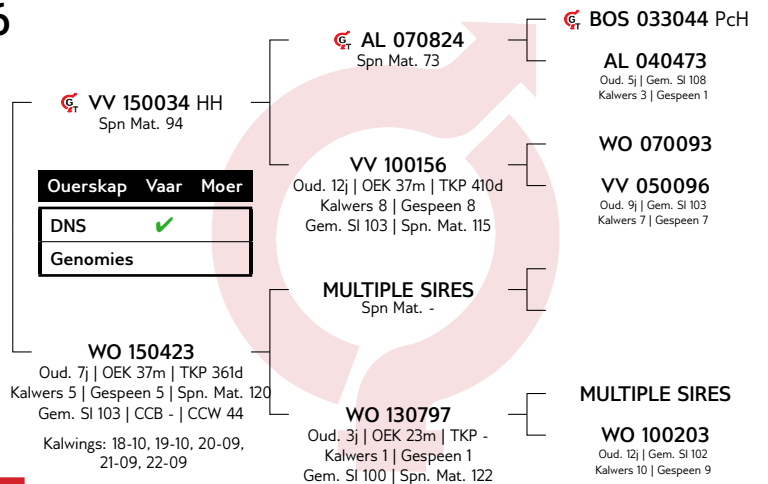 6
GT VV 150034 HH
Spn Mat. 94
Ouerskap Vaar Moer
DNS ✔
Genomies
WO 150423
Oud. 7j | OEK 37m | TKP 361d
Kalwers 5 | Gespeen 5 | Spn. Mat. 120
Gem. SI 103 | CCB - | CCW 44
Kalwings: 18-10, 19-10, 20-09,
21-09, 22-09
GT AL 070824
Spn Mat. 73
VV 100156
Oud. 12j | OEK 37m | TKP 410d
Kalwers 8 | Gespeen 8
Gem. SI 103 | Spn. Mat. 115
MULTIPLE SIRES
Spn Mat. -
WO 130797
Oud. 3j | OEK 23m | TKP -
Kalwers 1 | Gespeen 1
Gem. SI 100 | Spn. Mat. 122
GT BOS 033044 PcH
AL 040473
Oud. 5j | Gem. SI 108
Kalwers 3 | Gespeen 1
WO 070093
VV 050096
Oud. 9j | Gem. SI 103
Kalwers 7 | Gespeen 7
MULTIPLE SIRES
WO 100203
Oud. 12j | Gem. SI 102
Kalwers 10 | Gespeen 9